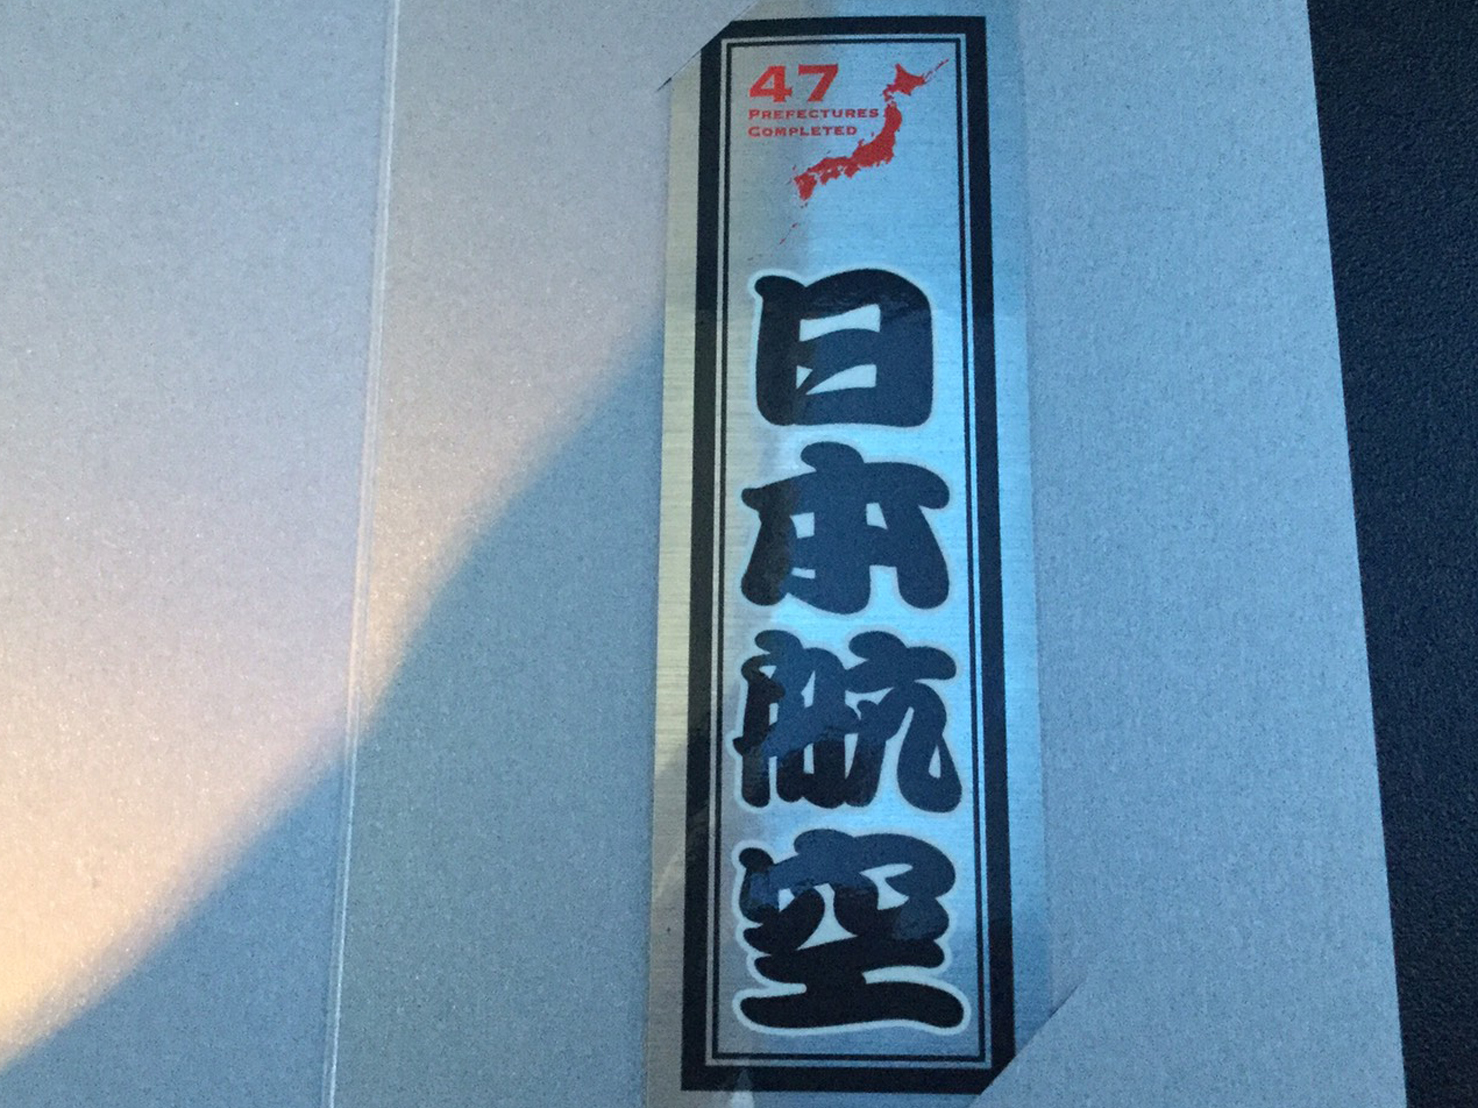 47
PREFECTURES
COMPLETED
日本航空